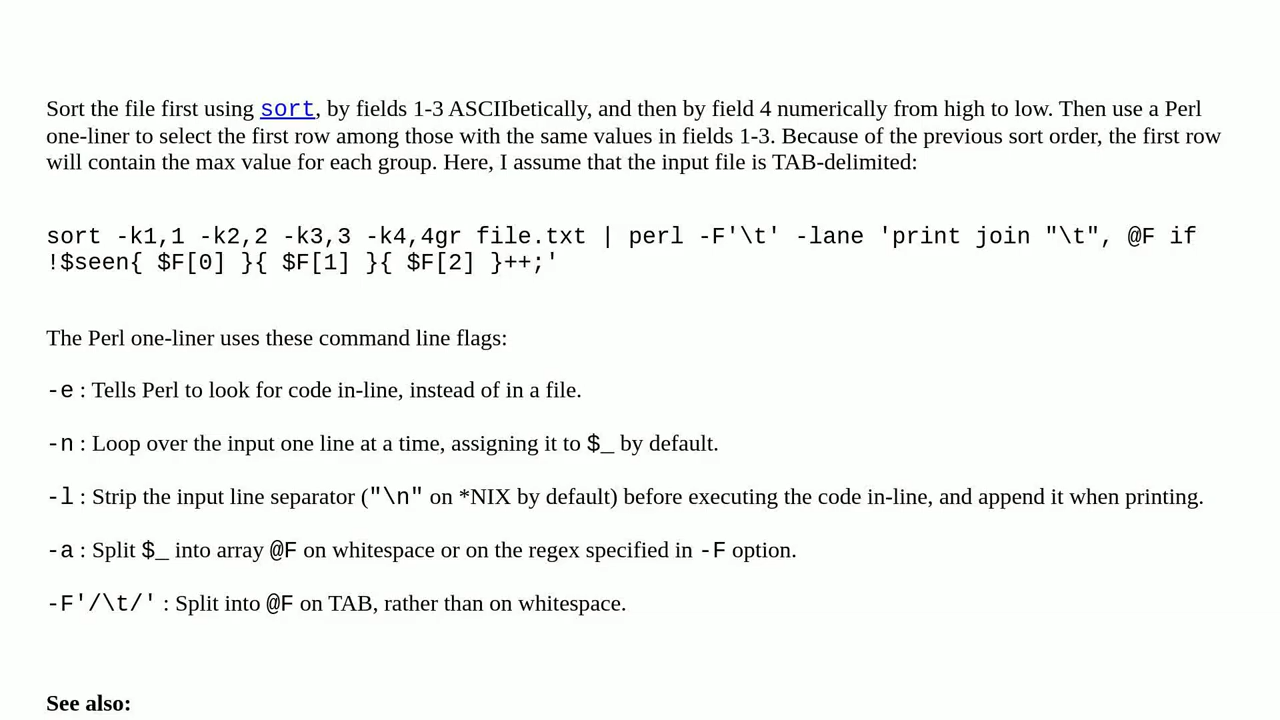 Sort the file first using sort, by fields 1-3 ASCIIbetically, and then by field 4 numerically from high to low. Then use a Perl
one-liner to select the first row among those with the same values in fields 1-3. Because of the previous sort order, the first row
will contain the max value for each group. Here, I assume that the input file is TAB-delimited:
sort -k1,1 -k2,2 -k3,3 -k4,4gr file.txt | perl -F'\t' -lane 'print join "\t", @F if
!$seen{ $F[0] }{ $F[1] }{ $F[2] }++;'
The Perl one-liner uses these command line flags:
-e : Tells Perl to look for code in-line, instead of in a file.
-n : Loop over the input one line at a time, assigning it to $_ by default.
-l : Strip the input line separator ("\n" on *NIX by default) before executing the code in-line, and append it when printing.
-a : Split $_ into array @F on whitespace or on the regex specified in -F option.
-F'/\t/' : Split into @F on TAB, rather than on whitespace.
See also: